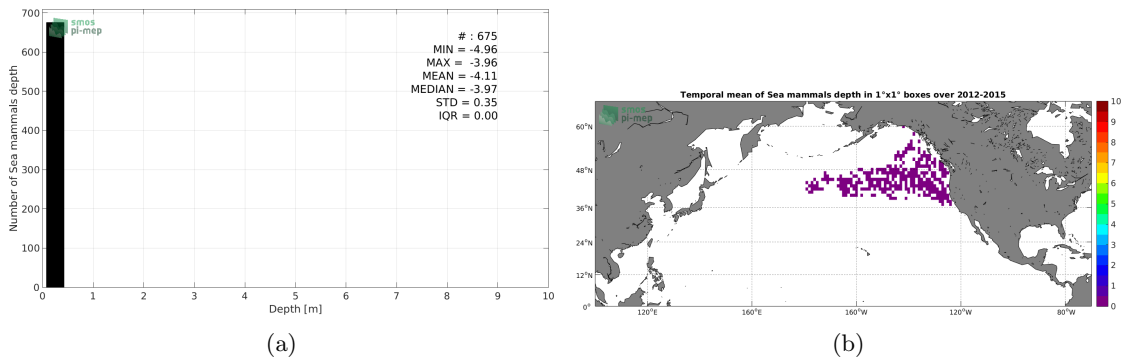 700
600
500
400
300
200
100
0
Number of Sea mammals depth
smos
pi-mep
# : 675
MIN = -4.96
MAX = -3.96
MEAN = -4.11
MEDIAN = -3.97
STD = 0.35
IQR = 0.00
0 1 2 3 4 5 6 7 8 9 10
Depth [m]
(a)
Temporal mean of Sea mammals depth in 1°x1° boxes over 2012-2015
smos
pi-mep
60°N
48°N
36°N
24°N
12°N
0°
120°E 160°E 160°W 120°W 80°W
10
9
8
7
6
5
4
3
2
1
0
(b)